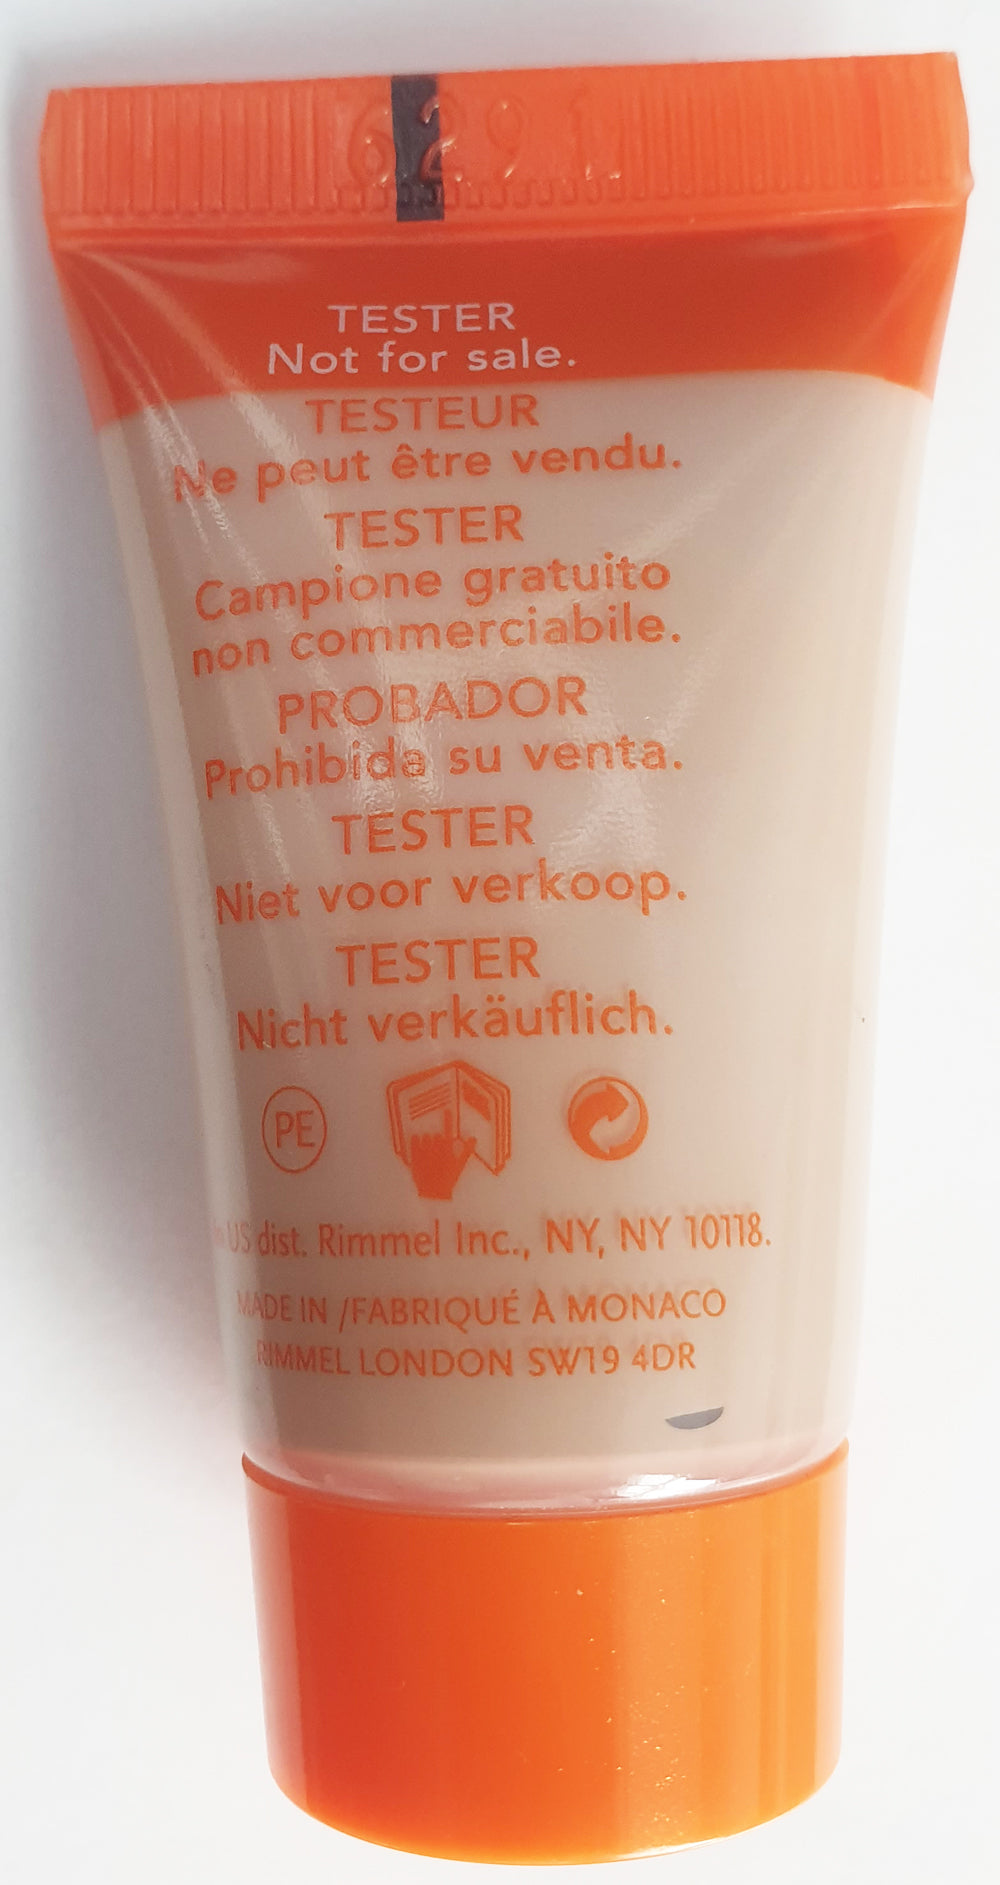 6291
TESTER
Not for sale.
TESTEUR
Ne peut être vendu.
TESTER
Campione gratuito
non commerciabile.
PROBADOR
Prohibida su venta.
TESTER
Niet voor verkoop.
TESTER
Nicht verkäuflich.
PE
US dist. Rimmel Inc., NY, NY 10118.
MADE IN /FABRIQUÉ À MONACO
RIMMEL LONDON SW19 4DR